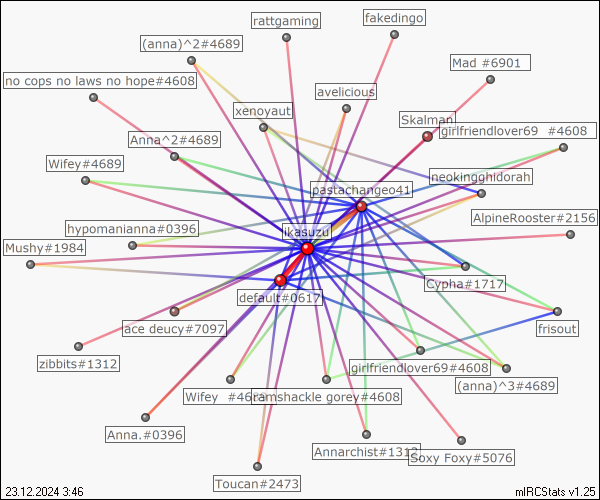 rattgaming
fakedingo
(anna)^2#4689
Mad #6901
no cops no laws no hope#4608
avelicious
xenoyaut
Skalman
girlfriendlover69 #4608
Anna^2#4689
Wifey#4689
neokingghdorah
pastachangeo41
AlpineRooster#2156
hypomanianna#0396
ikasuzu
Mushy#1984
Cypha#1717
default#0617
ace deucy#7097
frisout
zibbits#1312
girlfriendlover69#4608
(anna)^3#4689
Wifey
ramshackle gorey#4608
Anna.#0396
Annarchist#1312
Soxy Foxy#5076
Toucan#2473
23.12.2024 3:46
mIRCStats v1.25